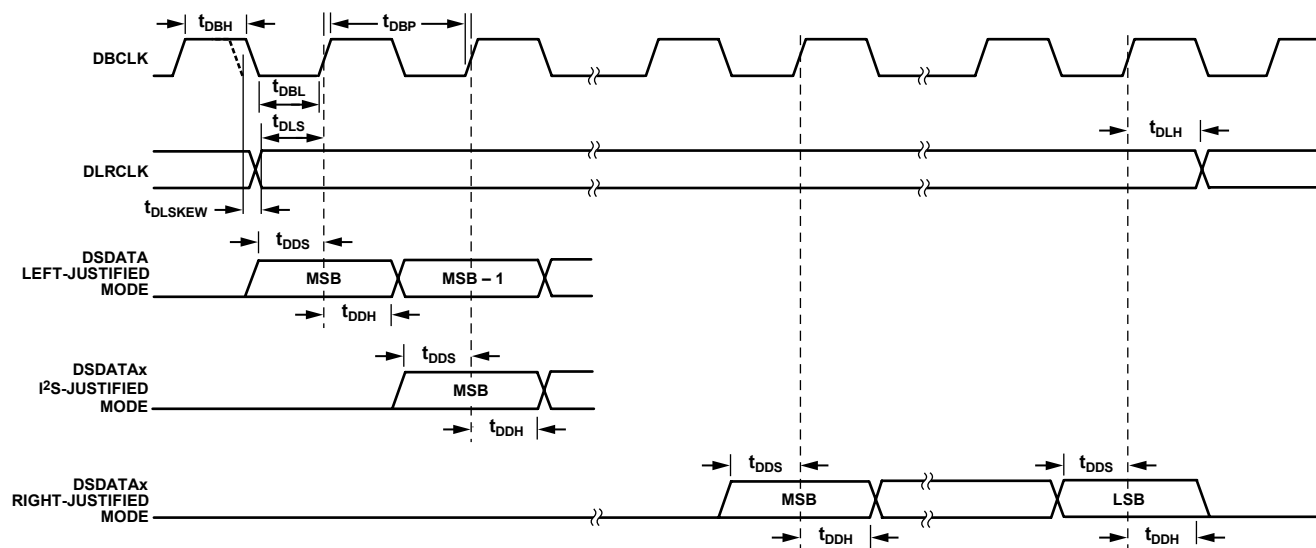 tDBH
tDBP
DBCLK
tDBL
tDLS
tDLH
DLRCLK
tDLSKEW
tDDS
DSDATA
LEFT-JUSTIFIED
MODE
MSB
MSB – 1
tDDH
tDDS
DSDATAx
I²S-JUSTIFIED
MODE
MSB
tDDH
tDDS
tDDS
DSDATAx
RIGHT-JUSTIFIED
MODE
MSB
LSB
tDDH
tDDH